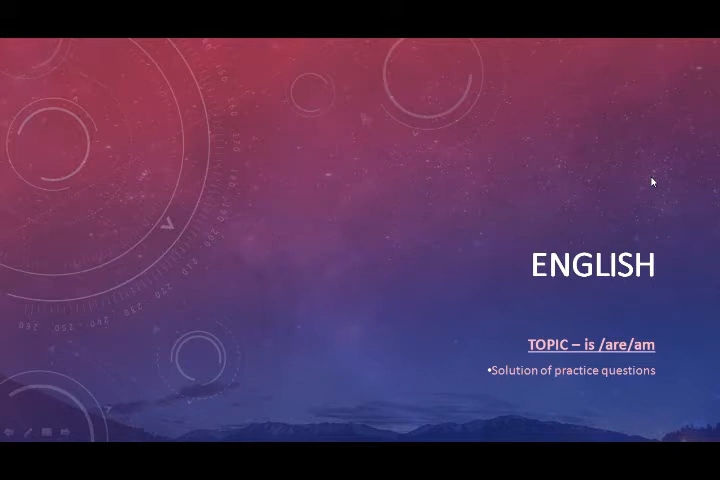 ENGLISH
TOPIC – is /are/am
•Solution of practice questions